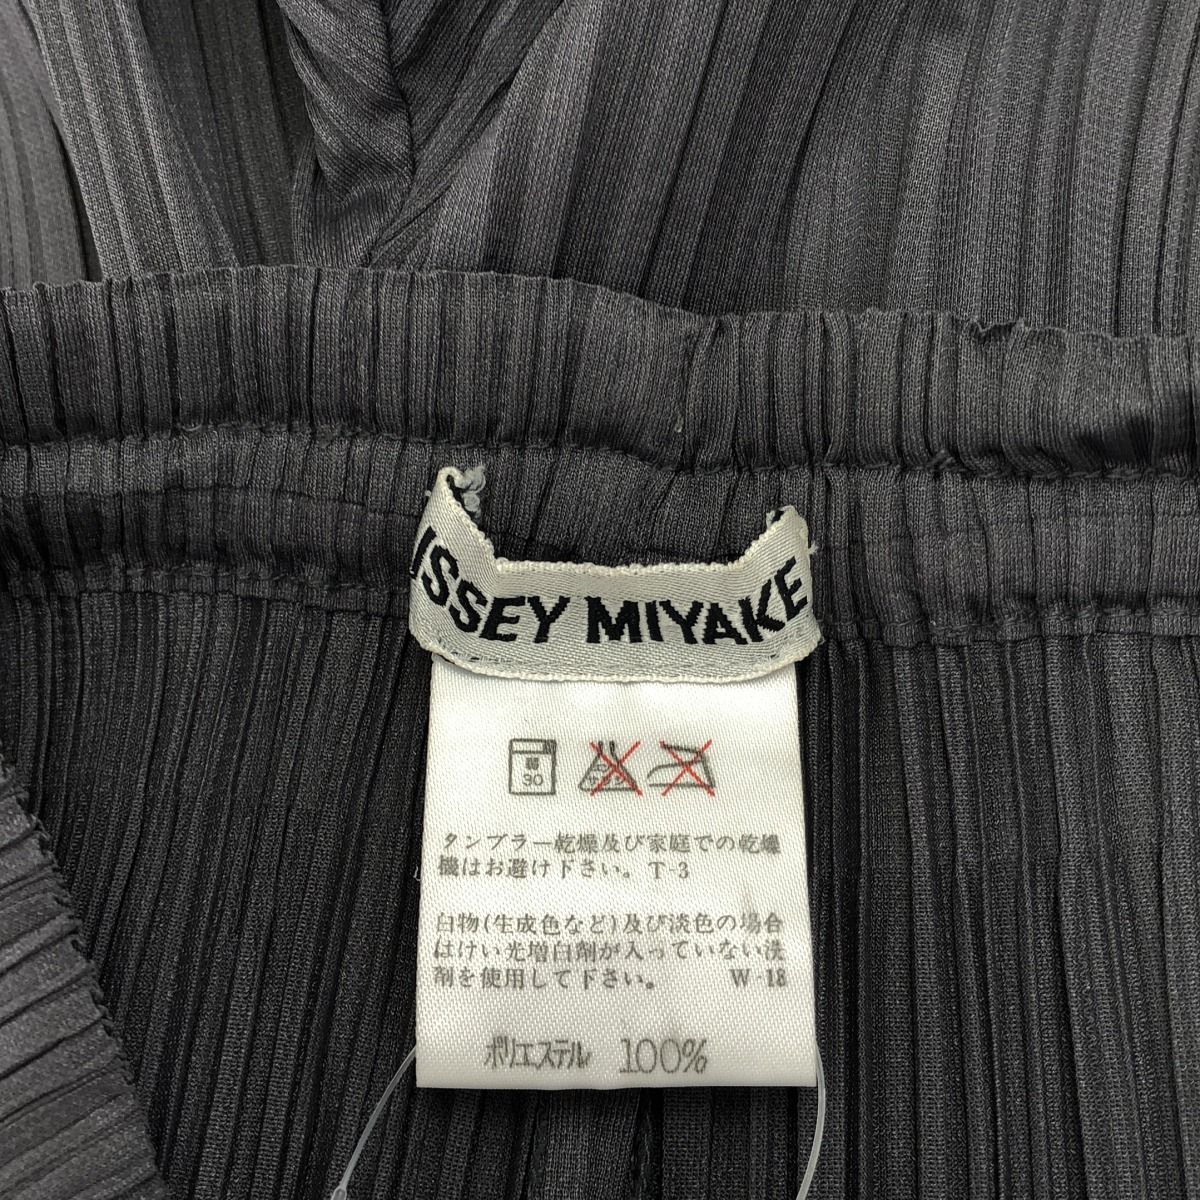 ISSEY MIYAKE
弱
30
タンブラー乾燥及び家庭での乾燥
機はお避け下さい。 T-3
白物(生成色など)及び淡色の場合
はけい光増白剤が入っていない洗
剤を使用して下さい。 W-18
ポリエステル 100%